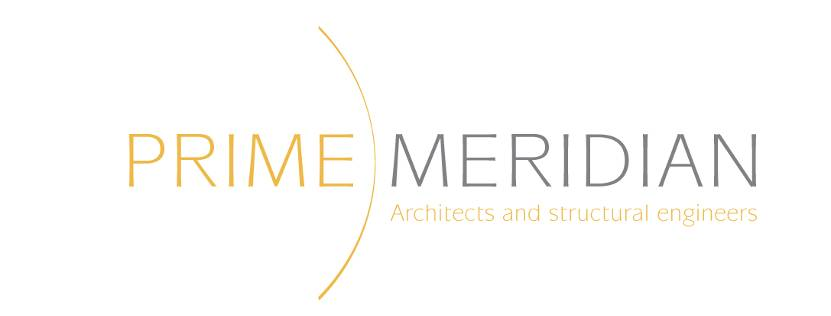 PRIME MERIDIAN
Architects and structural engineers